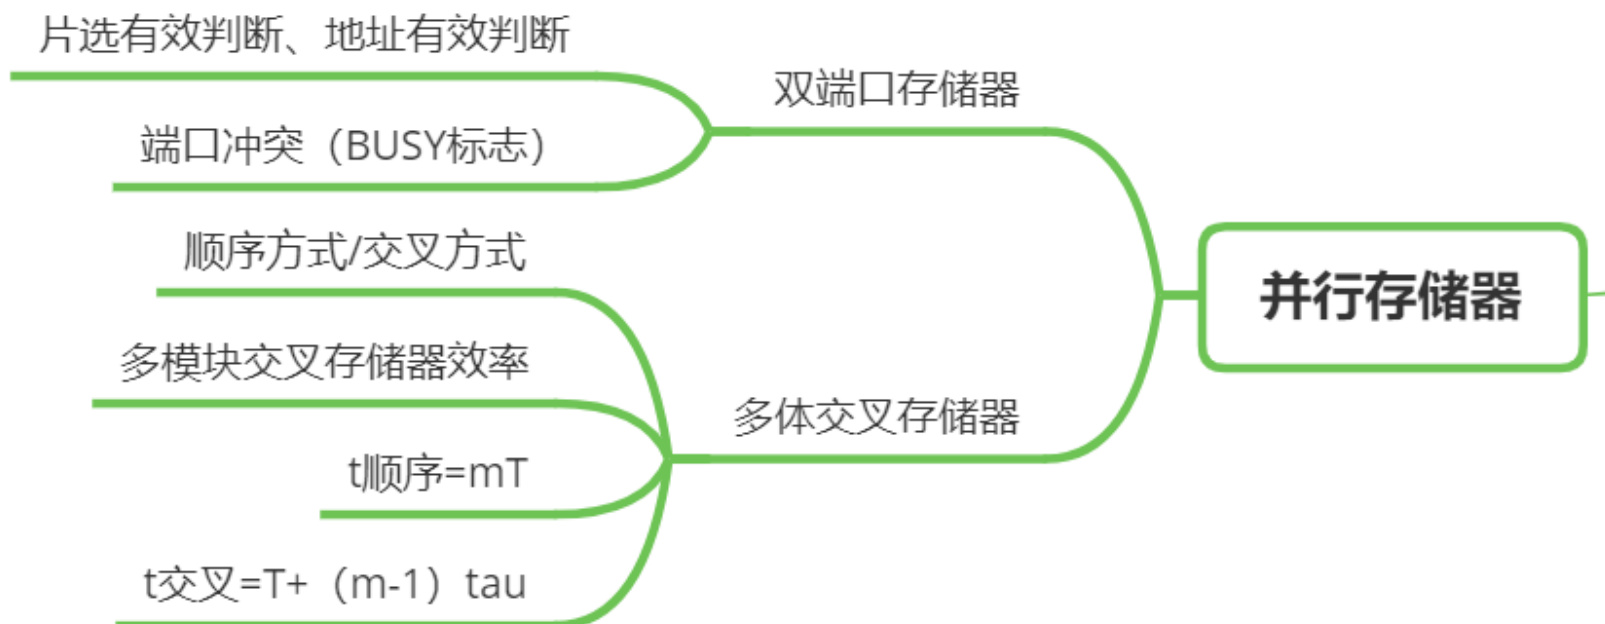 片选有效判断、地址有效判断
双端口存储器
端口冲突（BUSY标志）
顺序方式/交叉方式
并行存储器
多模块交叉存储器效率
多体交叉存储器
t顺序=mT
t交叉=T+（m-1）tau